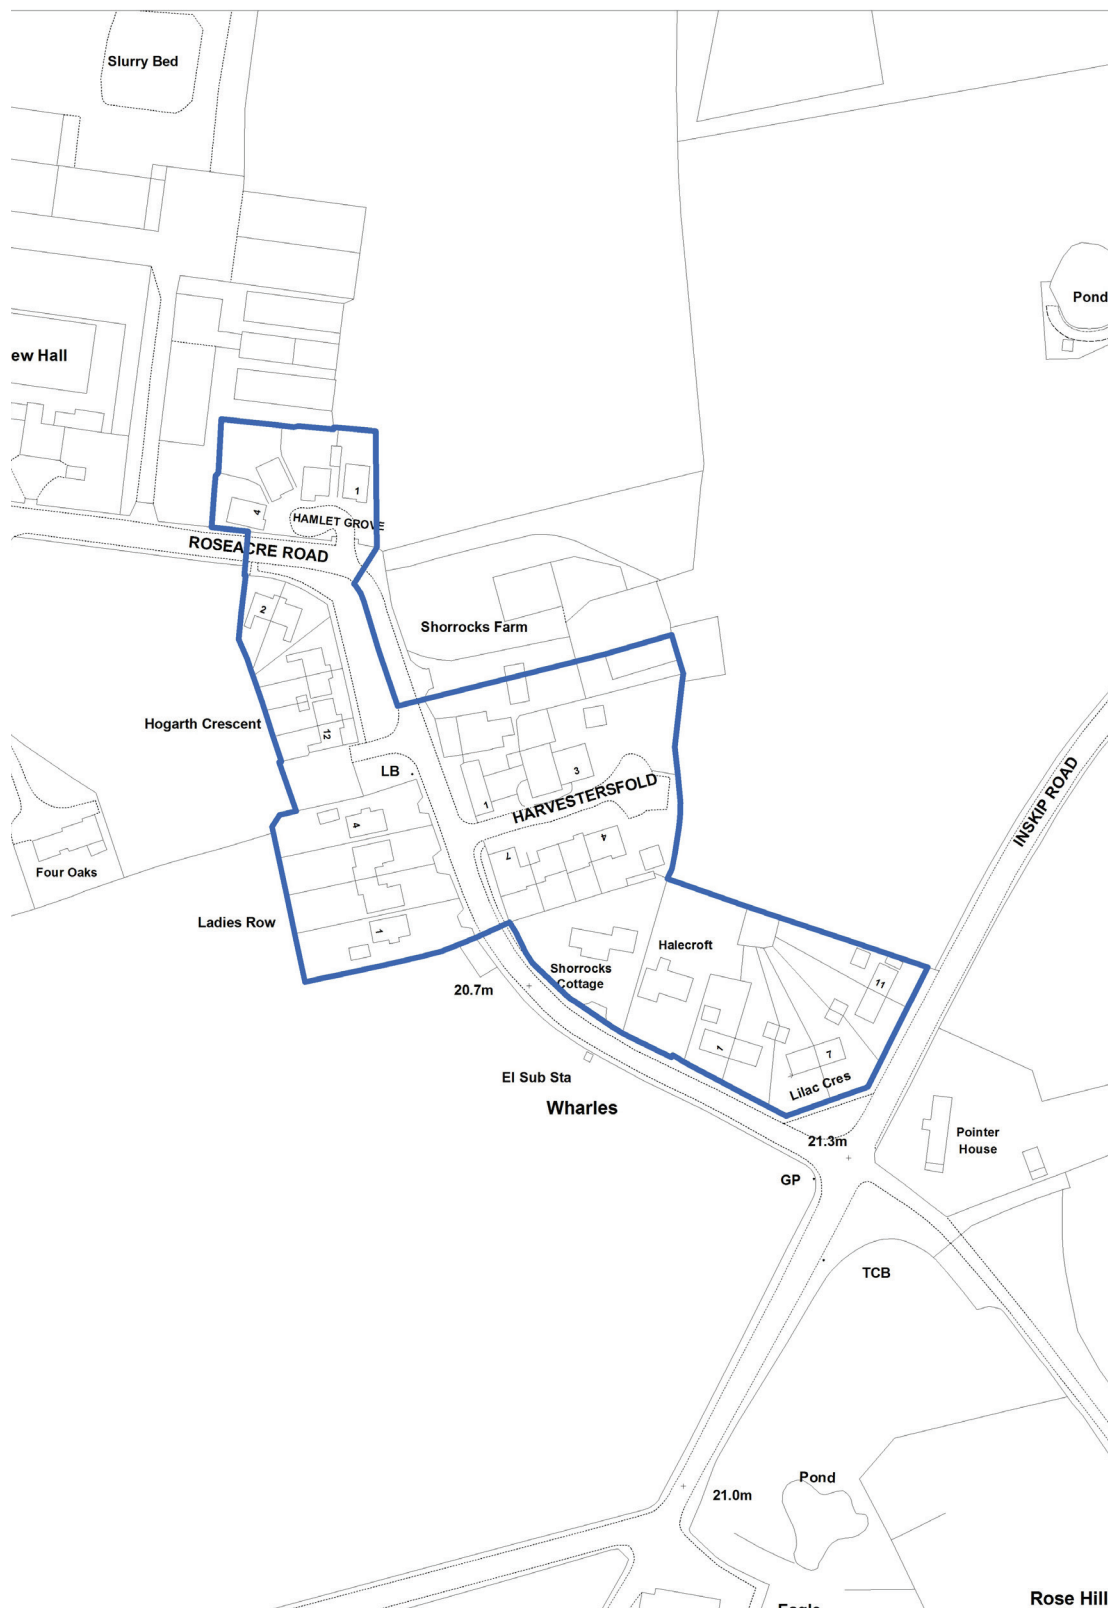 Slurry Bed
Pond
ew Hall
1
4
HAMLET GROVE
ROSEACRE ROAD
2
Shorrocks Farm
Hogarth Crescent
12
LB
3
HARVESTERSFOLD
1
INSKIP ROAD
4
4
7
Four Oaks
Ladies Row
1
Halecroft
Shorrocks
Cottage
11
20.7m
1
7
El Sub Sta
Lilac Cres
Wharles
Pointer
House
21.3m
GP
TCB
Pond
21.0m
Rose Hill